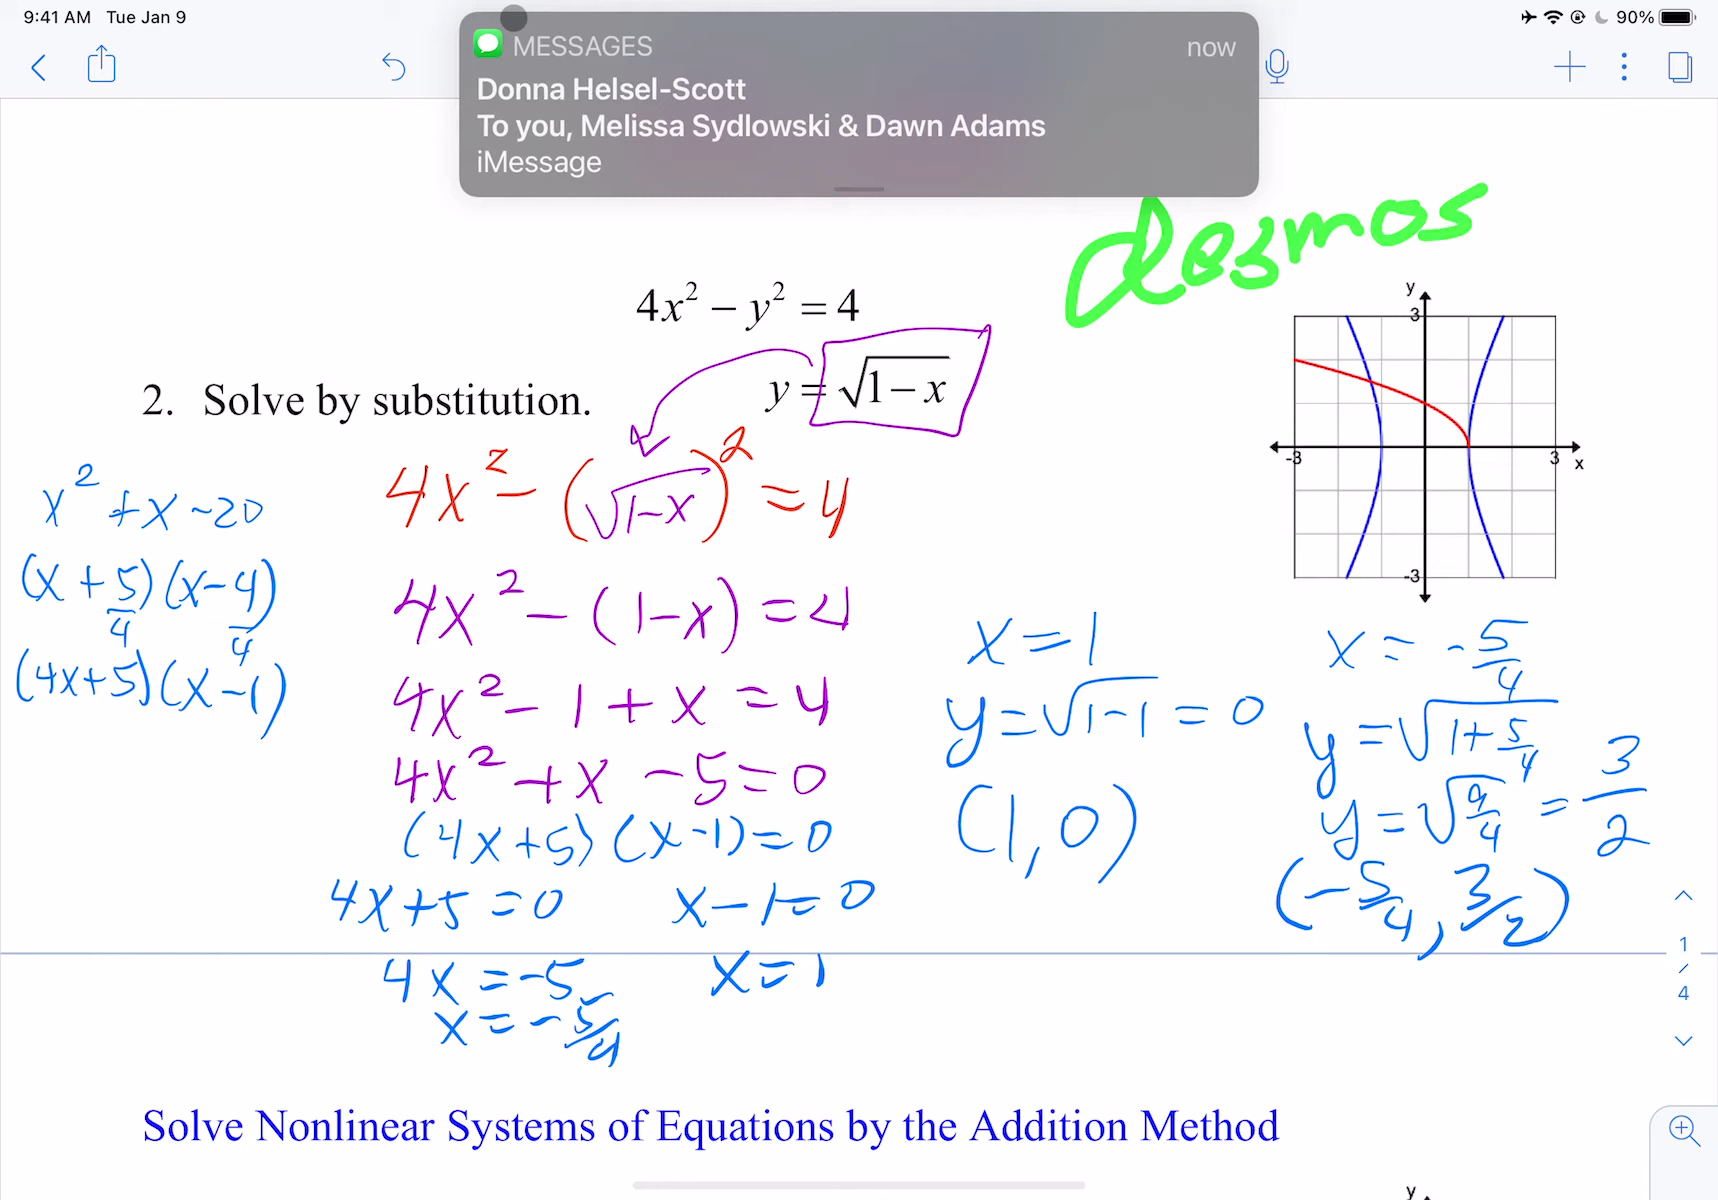 9:41 AM Tue Jan 9
90%
MESSAGES
now
Donna Helsel-Scott
To you, Melissa Sydlowski & Dawn Adams
iMessage
desmos
4x² − y² = 4
y = √1 − x
2. Solve by substitution.
y
3
-3
3
x
-3
4x² − (√1−x)² = 4
4x² − (1−x) = 4
4x² − 1 + x = 4
4x² + x − 5 = 0
(4x+5)(x−1) = 0
4x+5 = 0 x−1 = 0
4x = −5 x = 1
x = −5/4
x² + x − 20
(x + 5/4)(x − 4/4)
(4x+5)(x−1)
x = 1
y = √1−1 = 0
(1, 0)
x = −5/4
y = √1 + 5/4
y = √9/4 = 3/2
(−5/4, 3/2)
1
/
4
Solve Nonlinear Systems of Equations by the Addition Method
y